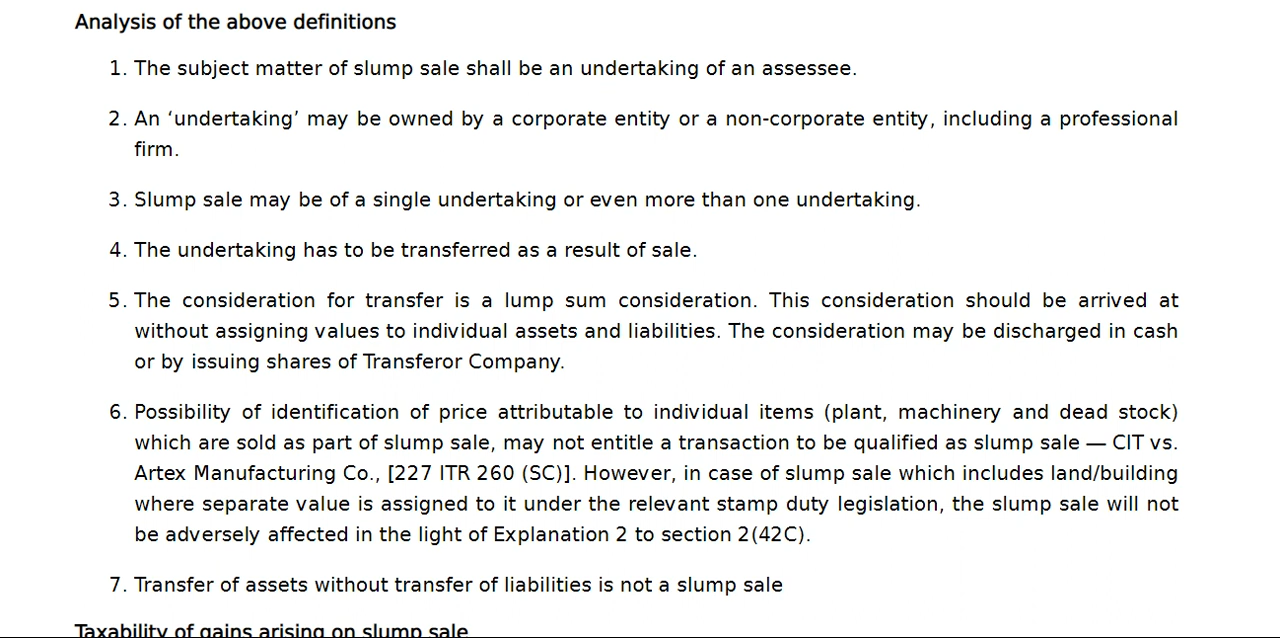 Analysis of the above definitions
1. The subject matter of slump sale shall be an undertaking of an assessee.
2. An ‘undertaking’ may be owned by a corporate entity or a non-corporate entity, including a professional
firm.
3. Slump sale may be of a single undertaking or even more than one undertaking.
4. The undertaking has to be transferred as a result of sale.
5. The consideration for transfer is a lump sum consideration. This consideration should be arrived at
without assigning values to individual assets and liabilities. The consideration may be discharged in cash
or by issuing shares of Transferor Company.
6. Possibility of identification of price attributable to individual items (plant, machinery and dead stock)
which are sold as part of slump sale, may not entitle a transaction to be qualified as slump sale — CIT vs.
Artex Manufacturing Co., [227 ITR 260 (SC)]. However, in case of slump sale which includes land/building
where separate value is assigned to it under the relevant stamp duty legislation, the slump sale will not
be adversely affected in the light of Explanation 2 to section 2(42C).
7. Transfer of assets without transfer of liabilities is not a slump sale
Taxability of gains arising on slump sale